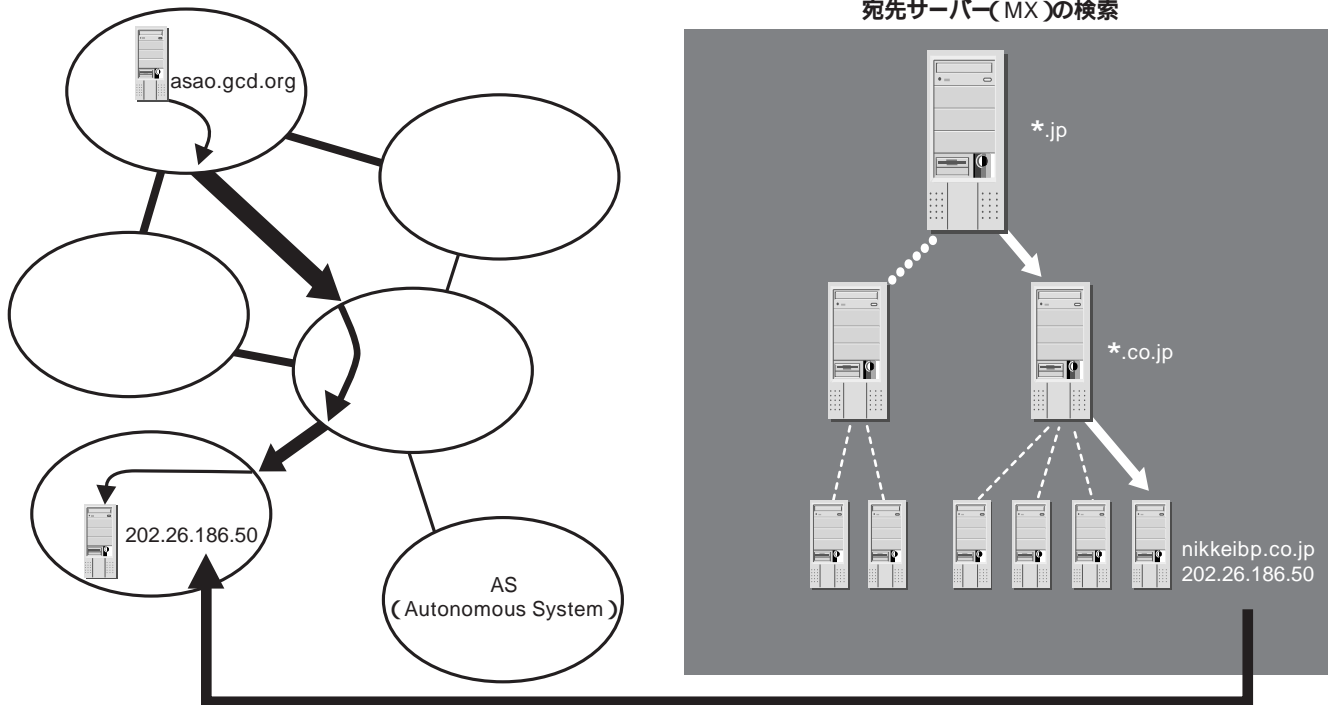 宛先サーバー(MX)の検索
asao.gcd.org
*.jp
*.co.jp
202.26.186.50
nikkeibp.co.jp
202.26.186.50
AS
(Autonomous System)